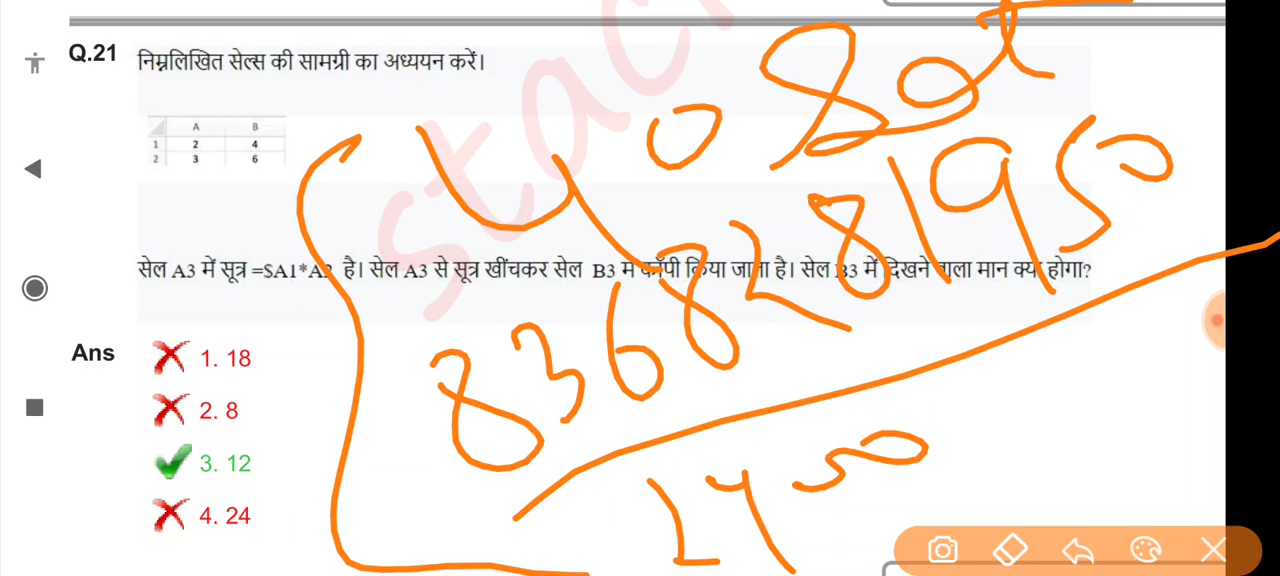 Q.21 निम्नलिखित सेल्स की सामग्री का अध्ययन करें।
A B
1 2 4
2 3 6
सेल A3 में सूत्र =$A1*A2 है। सेल A3 से सूत्र खींचकर सेल B3 में कॉपी किया जाता है। सेल B3 में दिखने वाला मान क्या होगा?
Ans
1. 18
2. 8
3. 12
4. 24
8368281950
1450